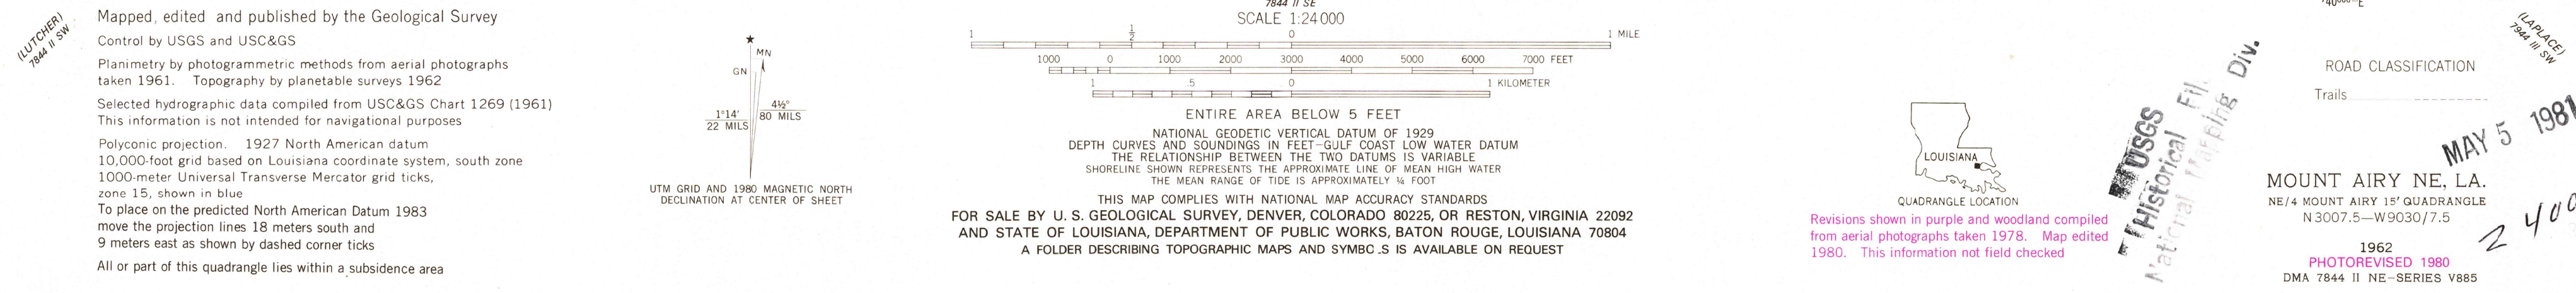 (LUTCHER)
7844 II SW
Mapped, edited and published by the Geological Survey
Control by USGS and USC&GS
Planimetry by photogrammetric methods from aerial photographs
taken 1961. Topography by planetable surveys 1962
Selected hydrographic data compiled from USC&GS Chart 1269 (1961)
This information is not intended for navigational purposes
Polyconic projection. 1927 North American datum
10,000-foot grid based on Louisiana coordinate system, south zone
1000-meter Universal Transverse Mercator grid ticks,
zone 15, shown in blue
To place on the predicted North American Datum 1983
move the projection lines 18 meters south and
9 meters east as shown by dashed corner ticks
All or part of this quadrangle lies within a subsidence area
★
MN
GN
1°14′
22 MILS
4½°
80 MILS
UTM GRID AND 1980 MAGNETIC NORTH
DECLINATION AT CENTER OF SHEET
7844 II SE
SCALE 1:24 000
1 ½ 0 1 MILE
1000 0 1000 2000 3000 4000 5000 6000 7000 FEET
1 .5 0 1 KILOMETER
ENTIRE AREA BELOW 5 FEET
NATIONAL GEODETIC VERTICAL DATUM OF 1929
DEPTH CURVES AND SOUNDINGS IN FEET—GULF COAST LOW WATER DATUM
THE RELATIONSHIP BETWEEN THE TWO DATUMS IS VARIABLE
SHORELINE SHOWN REPRESENTS THE APPROXIMATE LINE OF MEAN HIGH WATER
THE MEAN RANGE OF TIDE IS APPROXIMATELY ¼ FOOT
THIS MAP COMPLIES WITH NATIONAL MAP ACCURACY STANDARDS
FOR SALE BY U. S. GEOLOGICAL SURVEY, DENVER, COLORADO 80225, OR RESTON, VIRGINIA 22092
AND STATE OF LOUISIANA, DEPARTMENT OF PUBLIC WORKS, BATON ROUGE, LOUISIANA 70804
A FOLDER DESCRIBING TOPOGRAPHIC MAPS AND SYMBC.S IS AVAILABLE ON REQUEST
LOUISIANA
QUADRANGLE LOCATION
Revisions shown in purple and woodland compiled
from aerial photographs taken 1978. Map edited
1980. This information not field checked
USGS
Historical File
National Mapping Div.
(LAPLACE)
7944 III SW
ROAD CLASSIFICATION
Trails
MAY 5 1981
MOUNT AIRY NE, LA.
NE/4 MOUNT AIRY 15′ QUADRANGLE
N3007.5—W9030/7.5
2400
1962
PHOTOREVISED 1980
DMA 7844 II NE—SERIES V885